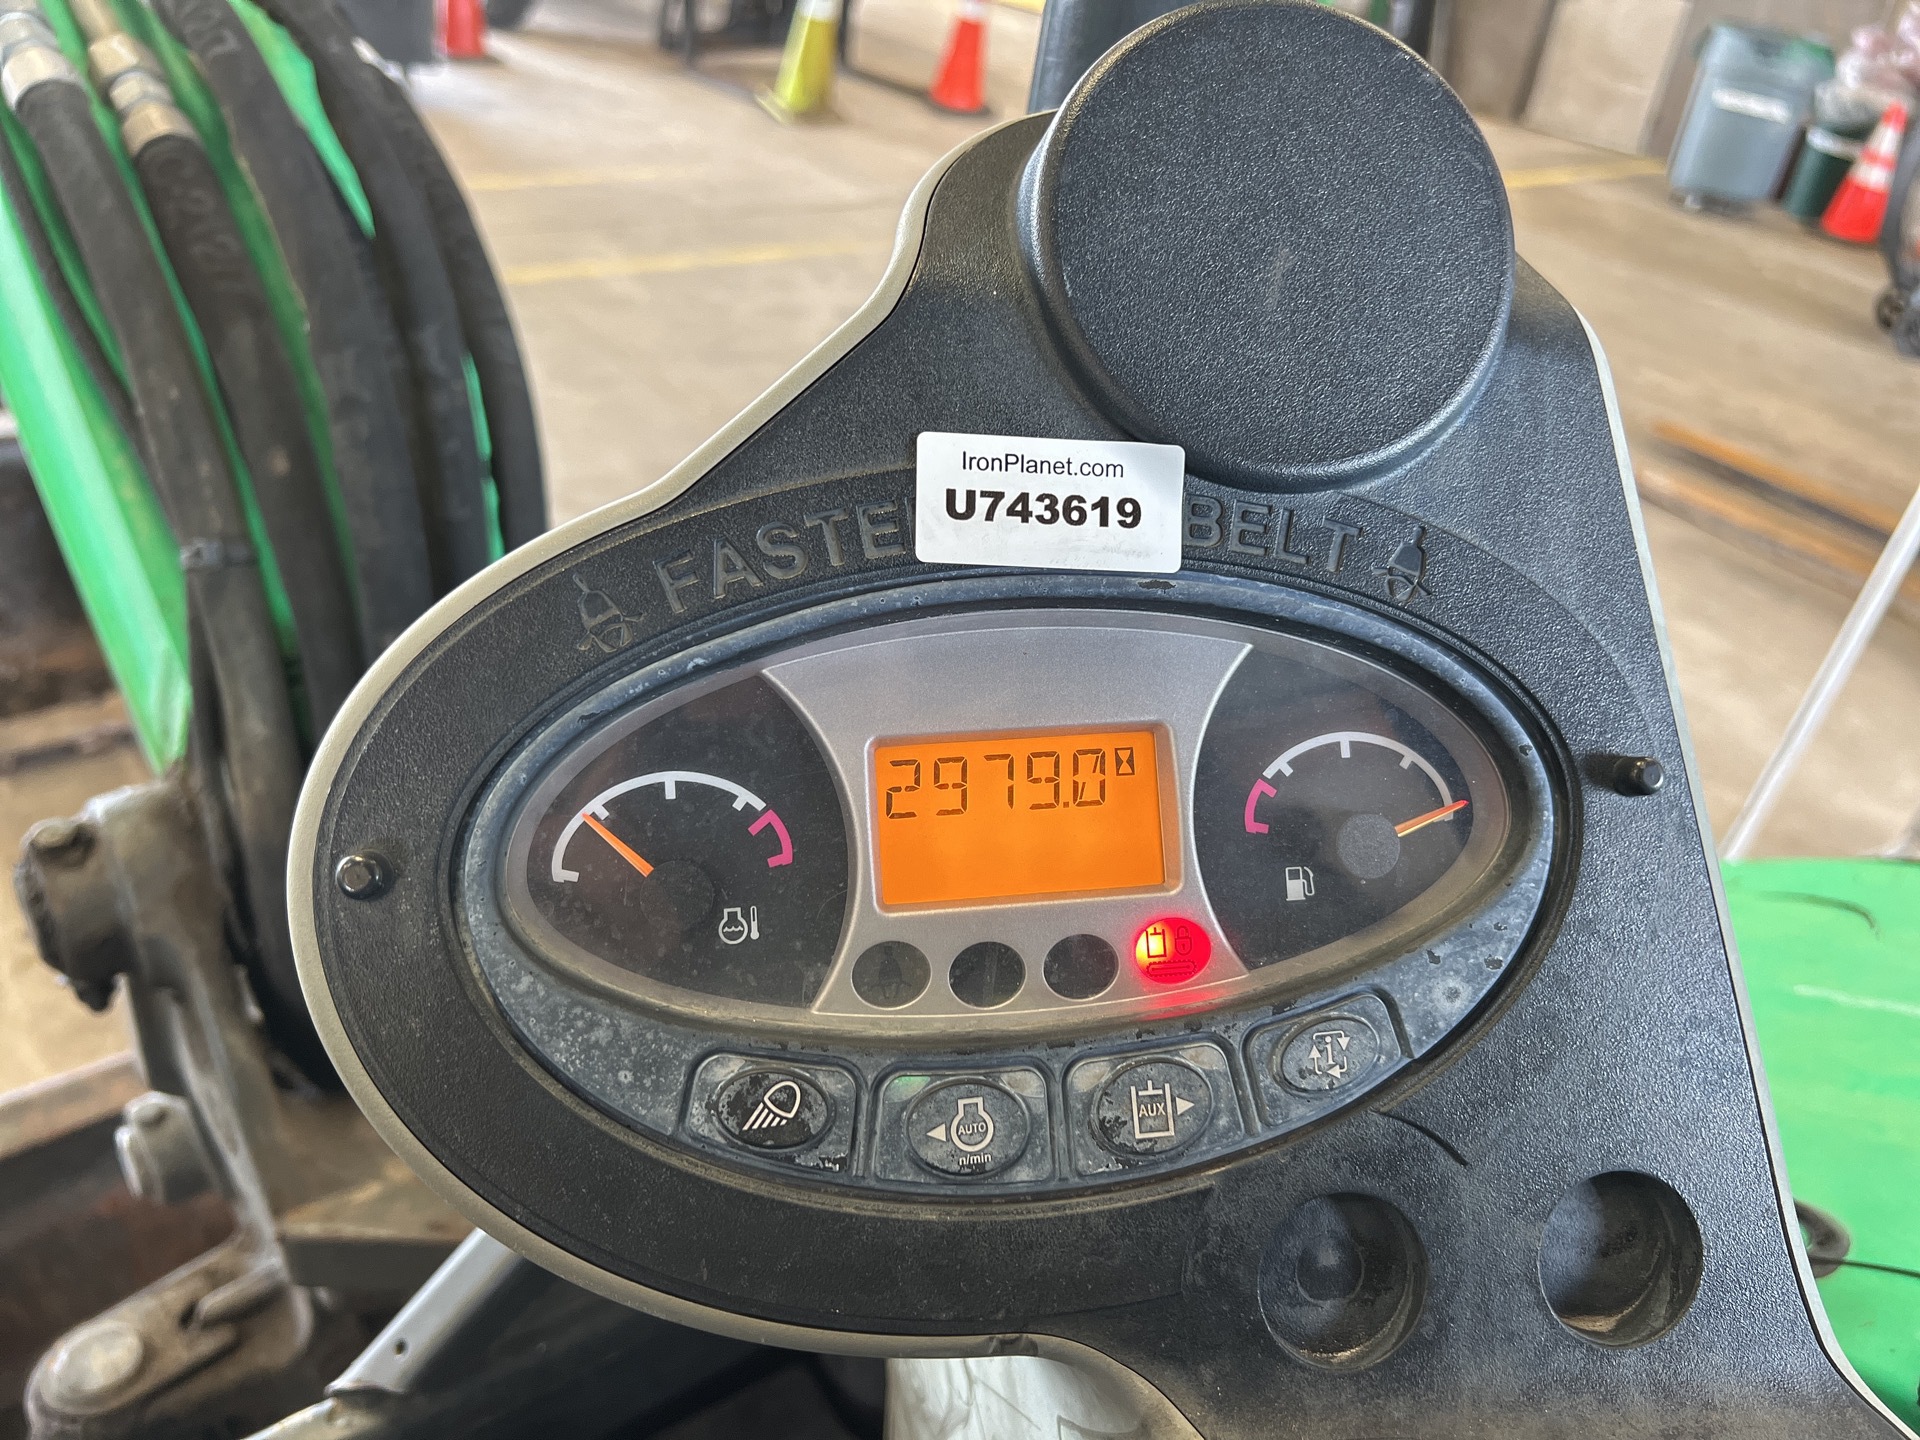 IronPlanet.com
U743619
FASTE BELT
2979.0
AUTO
n/min
AUX
i